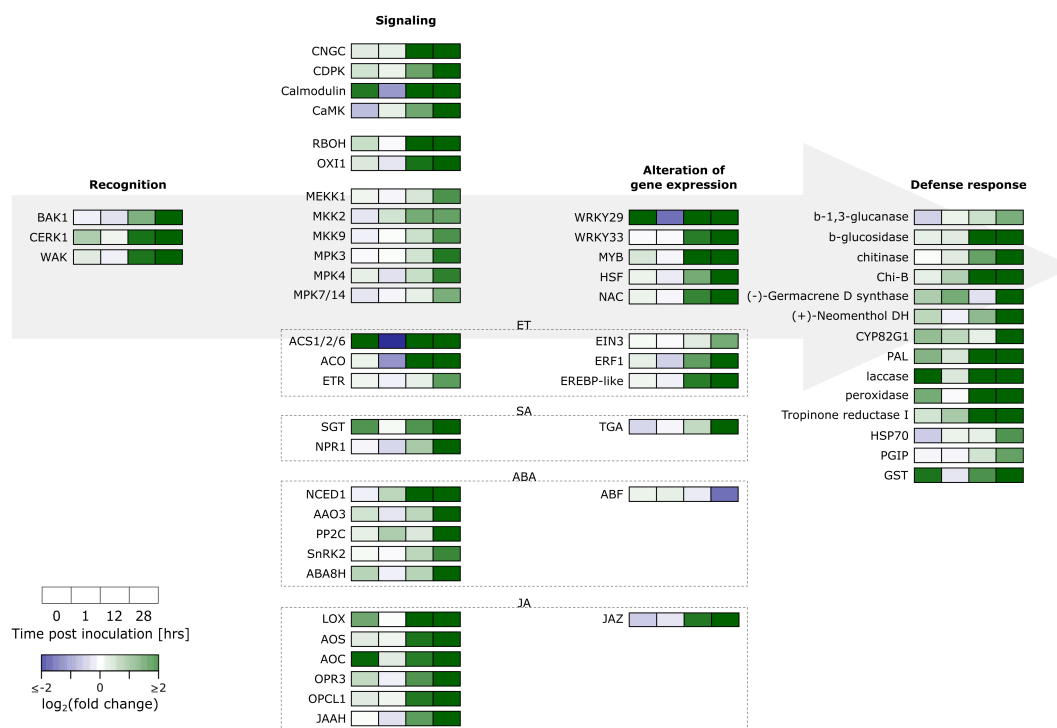 Signaling
CNGC
CDPK
Calmodulin
CaMK
RBOH
OXI1
Recognition
BAK1
CERK1
WAK
MEKK1
MKK2
MKK9
MPK3
MPK4
MPK7/14
Alteration of
gene expression
WRKY29
WRKY33
MYB
HSF
NAC
Defense response
b-1,3-glucanase
b-glucosidase
chitinase
Chi-B
(-)-Germacrene D synthase
(+)-Neomenthol DH
CYP82G1
PAL
laccase
peroxidase
Tropinone reductase I
HSP70
PGIP
GST
ET
ACS1/2/6
ACO
ETR
EIN3
ERF1
EREBP-like
SA
SGT
NPR1
TGA
ABA
NCED1
AAO3
PP2C
SnRK2
ABA8H
ABF
JA
LOX
AOS
AOC
OPR3
OPCL1
JAAH
JAZ
0 1 12 28
Time post inoculation [hrs]
≤-2 0 ≥2
log₂(fold change)